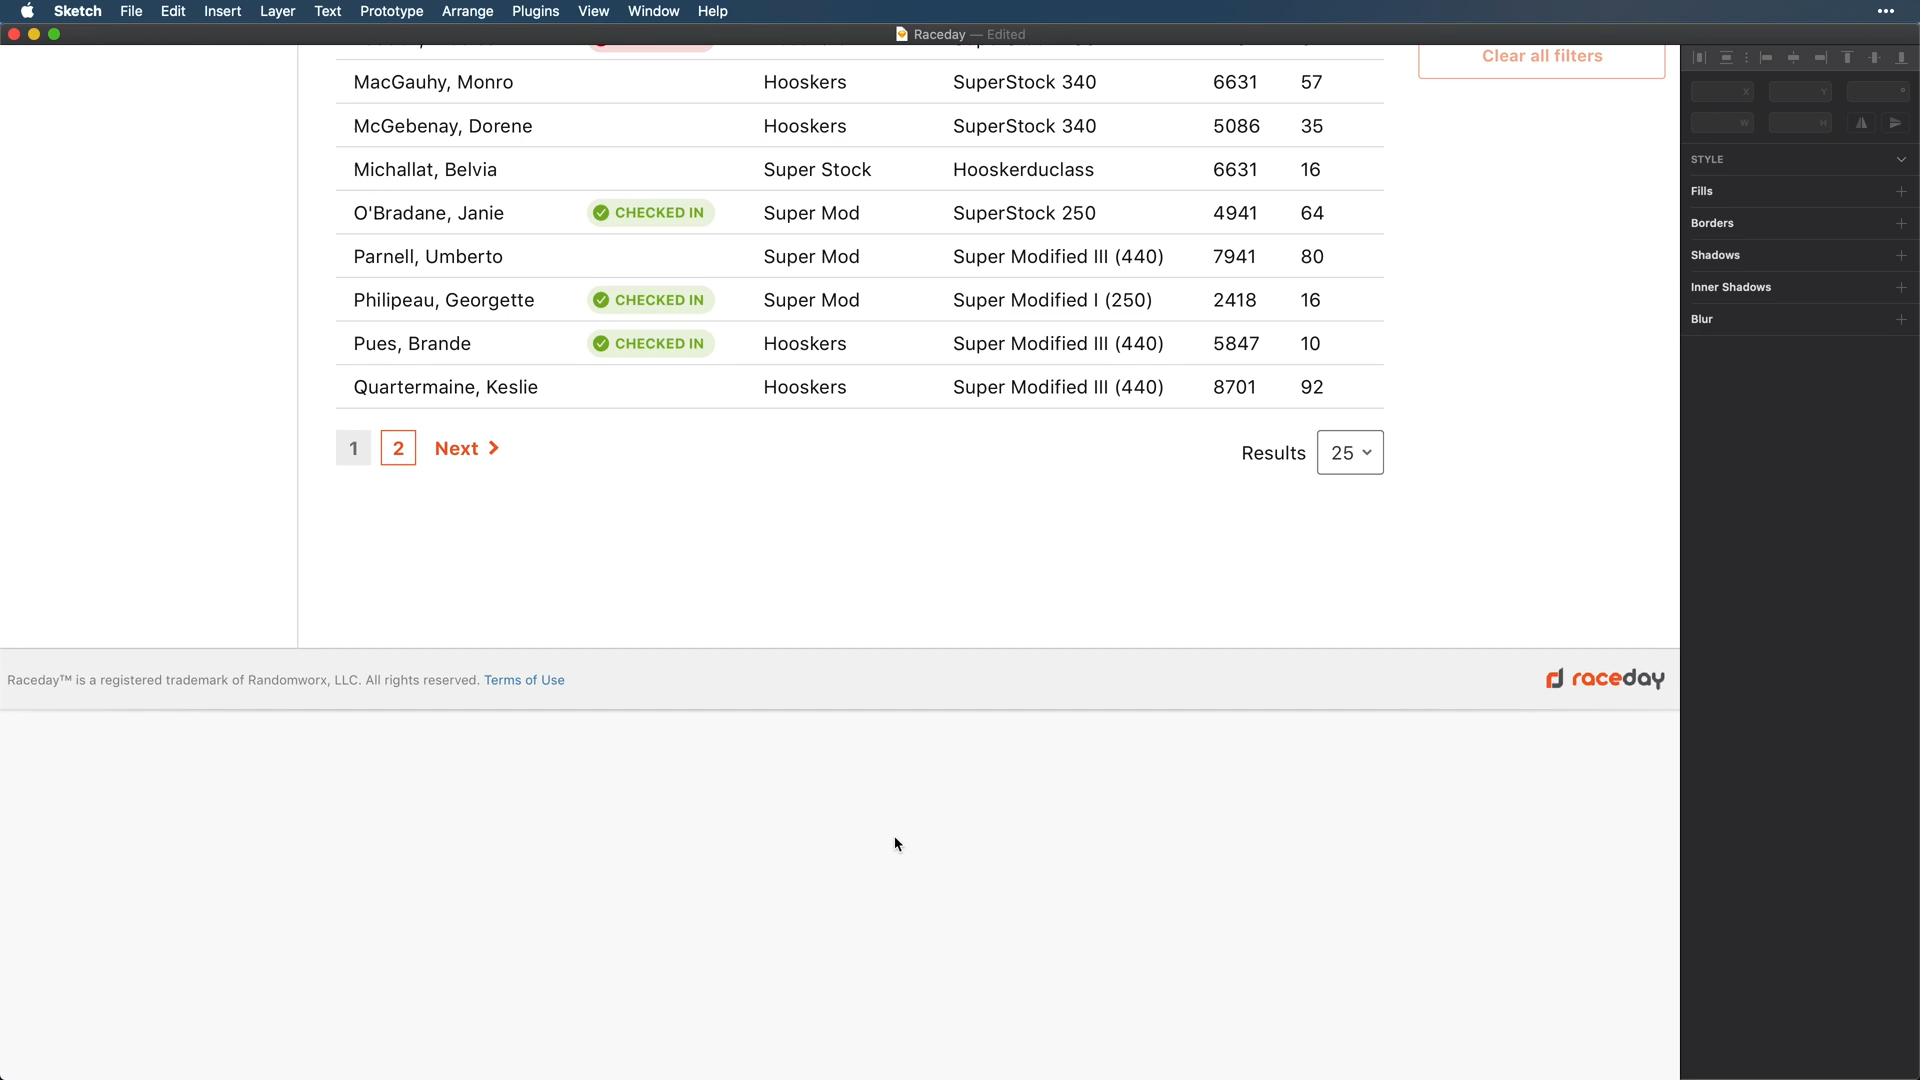 Sketch File Edit Insert Layer Text Prototype Arrange Plugins View Window Help
Raceday — Edited
Clear all filters
MacGauhy, Monro Hooskers SuperStock 340 6631 57
McGebenay, Dorene Hooskers SuperStock 340 5086 35
Michallat, Belvia Super Stock Hooskerduclass 6631 16
O'Bradane, Janie CHECKED IN Super Mod SuperStock 250 4941 64
Parnell, Umberto Super Mod Super Modified III (440) 7941 80
Philipeau, Georgette CHECKED IN Super Mod Super Modified I (250) 2418 16
Pues, Brande CHECKED IN Hooskers Super Modified III (440) 5847 10
Quartermaine, Keslie Hooskers Super Modified III (440) 8701 92
1 2 Next Results 25
Raceday™ is a registered trademark of Randomworx, LLC. All rights reserved. Terms of Use
raceday
X Y °
W H
STYLE
Fills
Borders
Shadows
Inner Shadows
Blur